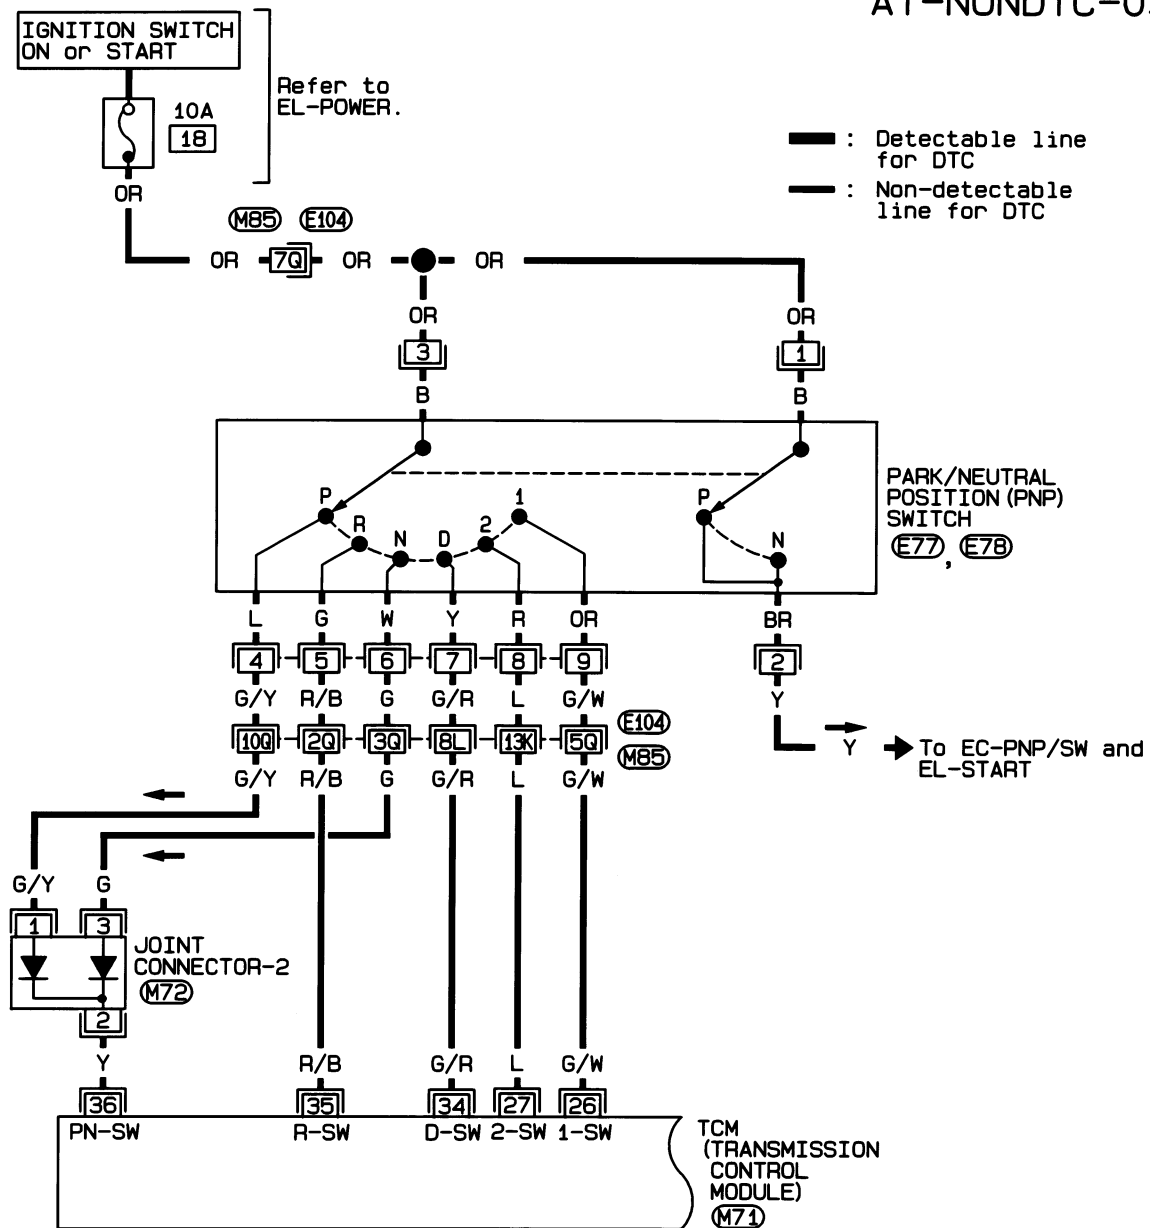 AT-NONDTC-0
IGNITION SWITCH
ON or START
Refer to
EL-POWER.
10A
18
: Detectable line
for DTC
: Non-detectable
line for DTC
OR
M85 E104
OR 7Q OR OR
OR OR
3 1
B B
PARK/NEUTRAL
POSITION (PNP)
SWITCH
E77, E78
P R N D 2 1
P N
L G W Y R OR BR
4 5 6 7 8 9 2
G/Y R/B G G/R L G/W Y
E104
10Q 2Q 3Q 8L 13K 5Q
M85
Y To EC-PNP/SW and
EL-START
G/Y R/B G G/R L G/W
G/Y G
1 3
JOINT
CONNECTOR-2
M72
2
Y R/B G/R L G/W
36 35 34 27 26
PN-SW R-SW D-SW 2-SW 1-SW
TCM
(TRANSMISSION
CONTROL
MODULE)
M71